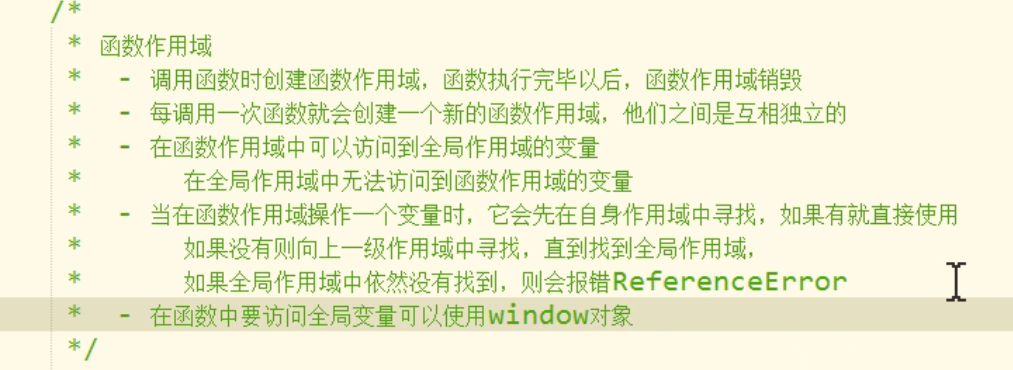 /*
* 函数作用域
* - 调用函数时创建函数作用域，函数执行完毕以后，函数作用域销毁
* - 每调用一次函数就会创建一个新的函数作用域，他们之间是互相独立的
* - 在函数作用域中可以访问到全局作用域的变量
* 在全局作用域中无法访问到函数作用域的变量
* - 当在函数作用域操作一个变量时，它会先在自身作用域中寻找，如果有就直接使用
* 如果没有则向上一级作用域中寻找，直到找到全局作用域，
* 如果全局作用域中依然没有找到，则会报错ReferenceError
* - 在函数中要访问全局变量可以使用window对象
*/